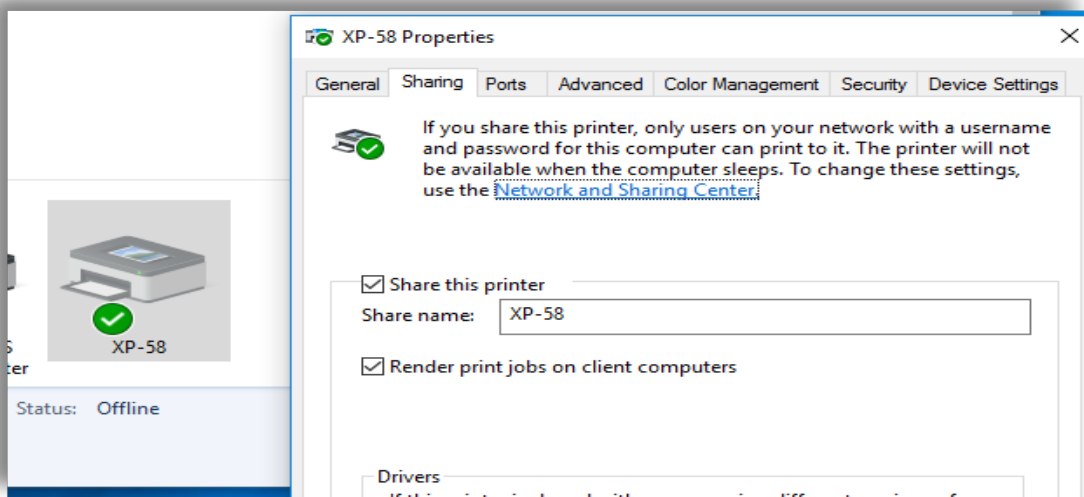 XP-58 Properties
General Sharing Ports Advanced Color Management Security Device Settings
If you share this printer, only users on your network with a username
and password for this computer can print to it. The printer will not
be available when the computer sleeps. To change these settings,
use the Network and Sharing Center.
Share this printer
Share name: XP-58
Render print jobs on client computers
Drivers
XP-58
Status: Offline